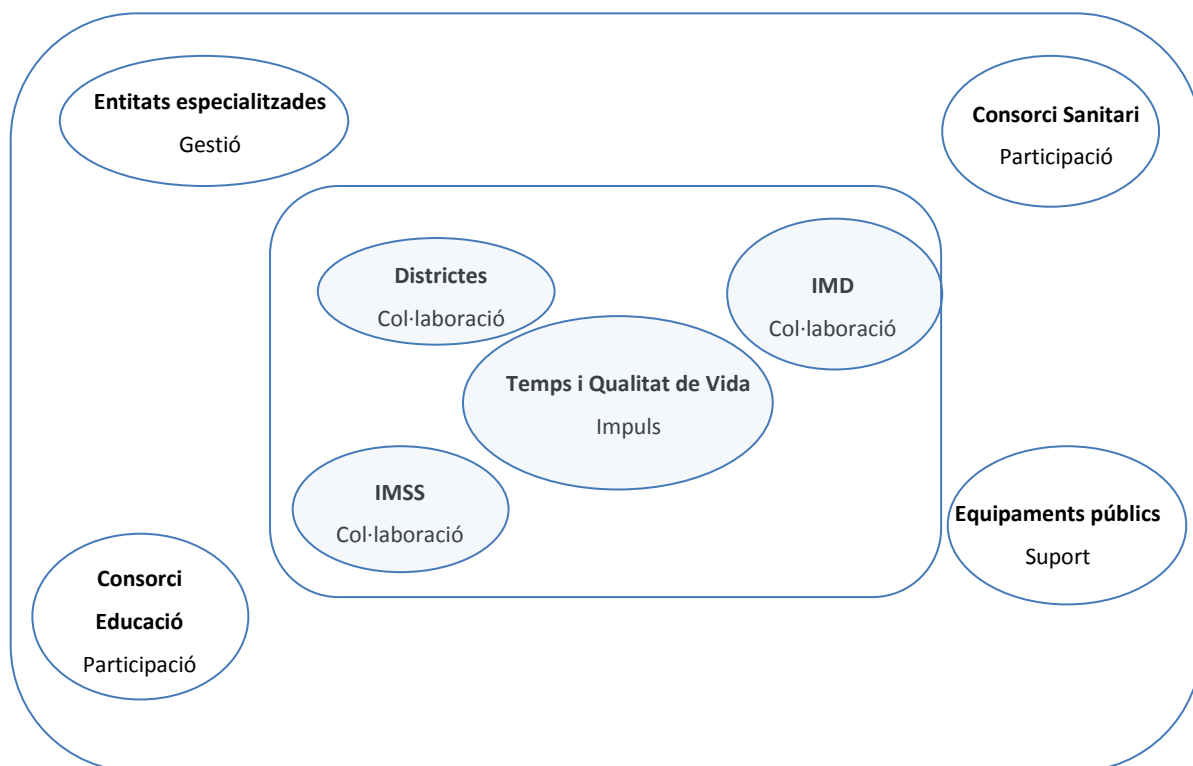 Entitats especialitzades
Gestió
Consorci Sanitari
Participació
Districtes
Col·laboració
IMD
Col·laboració
Temps i Qualitat de Vida
Impuls
IMSS
Col·laboració
Equipaments públics
Suport
Consorci
Educació
Participació